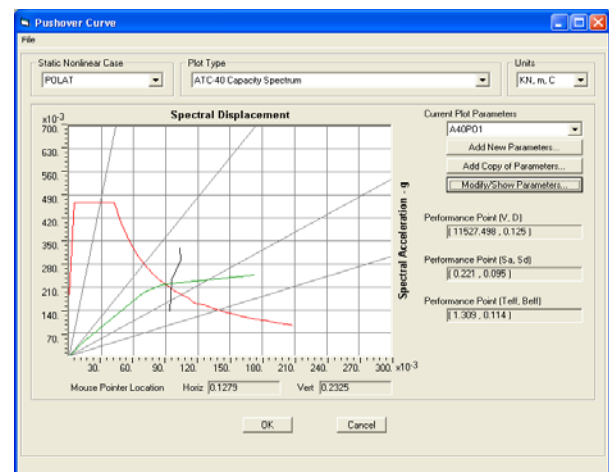 Pushover Curve
File
Static Nonlinear Case
POLAT
Plot Type
ATC-40 Capacity Spectrum
Units
KN, m, C
Spectral Displacement
x10-3
700.
630.
560.
490.
420.
350.
280.
210.
140.
70.
30. 60. 90. 120. 150. 180. 210. 240. 270. 300. x10-3
Spectral Acceleration - g
Mouse Pointer Location Horiz 0.1279 Vert 0.2325
Current Plot Parameters
A40PO1
Add New Parameters...
Add Copy of Parameters...
Modify/Show Parameters...
Performance Point (V, D)
( 11527.498 , 0.125 )
Performance Point (Sa, Sd)
( 0.221 , 0.095 )
Performance Point (Teff, Beff)
( 1.309 , 0.114 )
OK Cancel